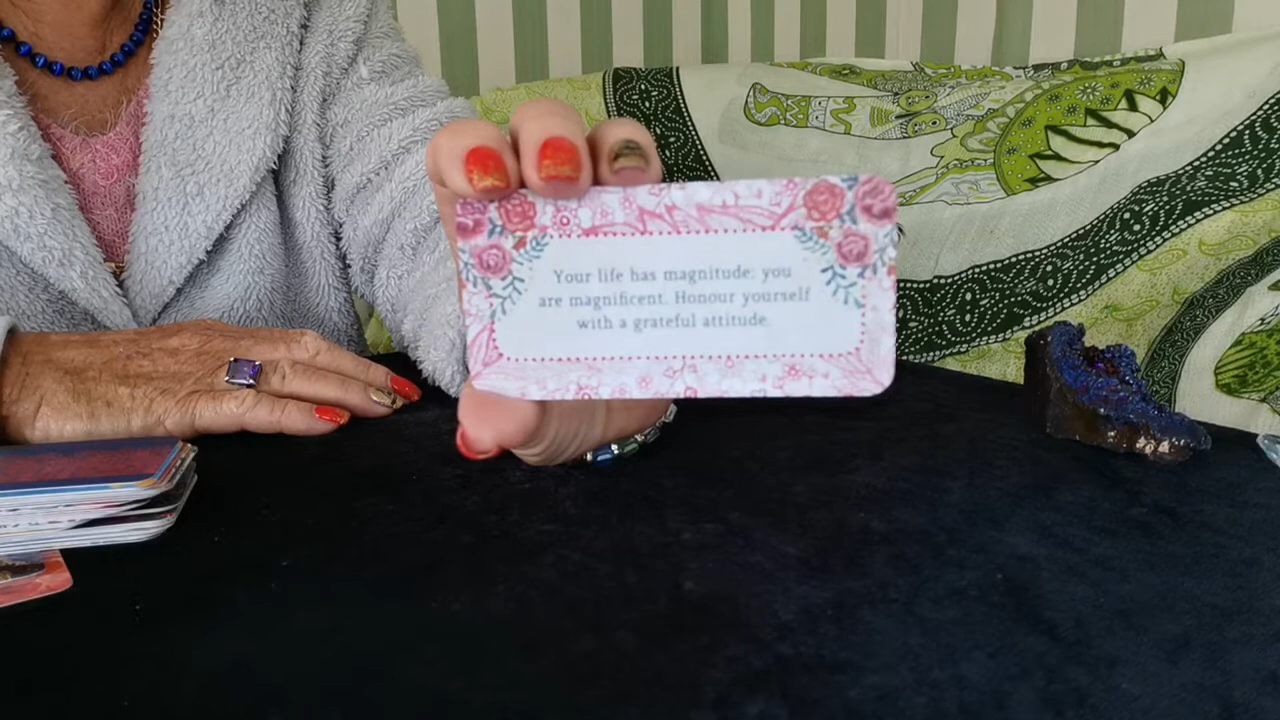 Your life has magnitude; you
are magnificent. Honour yourself
with a grateful attitude.